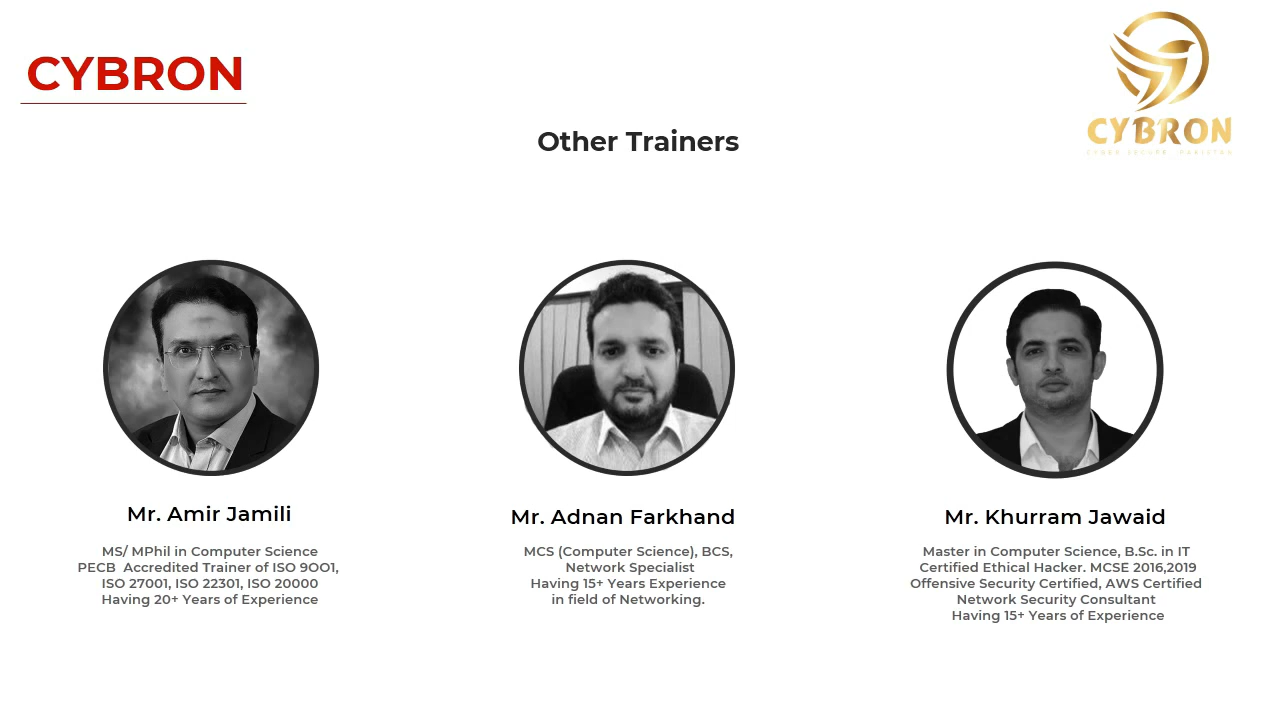 CYBRON
CYBRON
CYBER SECURE PAKISTAN
Other Trainers
Mr. Amir Jamili
MS/ MPhil in Computer Science
PECB Accredited Trainer of ISO 9OO1,
ISO 27001, ISO 22301, ISO 20000
Having 20+ Years of Experience
Mr. Adnan Farkhand
MCS (Computer Science), BCS,
Network Specialist
Having 15+ Years Experience
in field of Networking.
Mr. Khurram Jawaid
Master in Computer Science, B.Sc. in IT
Certified Ethical Hacker. MCSE 2016,2019
Offensive Security Certified, AWS Certified
Network Security Consultant
Having 15+ Years of Experience